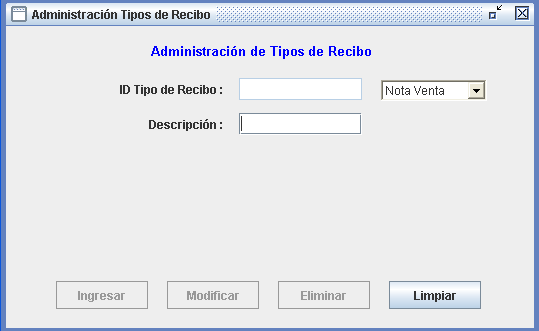 Administración Tipos de Recibo
Administración de Tipos de Recibo
ID Tipo de Recibo : Nota Venta
Descripción :
Ingresar Modificar Eliminar Limpiar